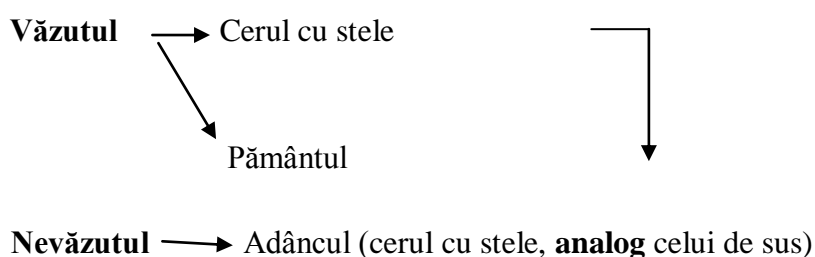 Văzutul Cerul cu stele
Pământul
Nevăzutul Adâncul (cerul cu stele, analog celui de sus)